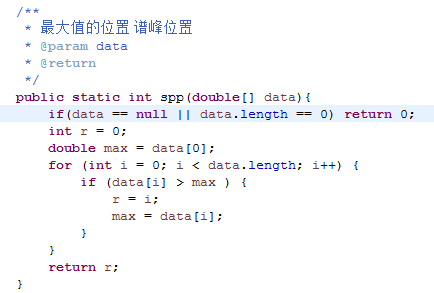 /**
 * 最大值的位置 谱峰位置
 * @param data
 * @return
 */
public static int spp(double[] data){
    if(data == null || data.length == 0) return 0;
    int r = 0;
    double max = data[0];
    for (int i = 0; i < data.length; i++) {
        if (data[i] > max ) {
            r = i;
            max = data[i];
        }
    }
    return r;
}